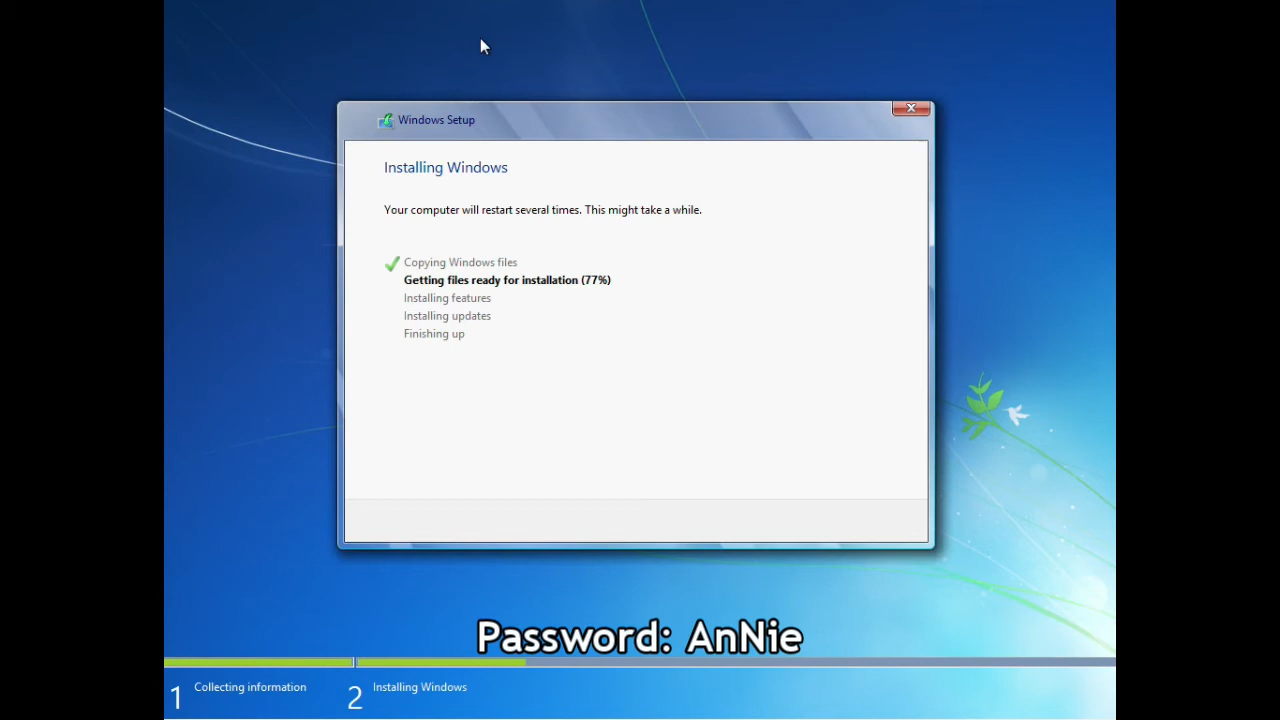 Windows Setup
Installing Windows
Your computer will restart several times. This might take a while.
Copying Windows files
Getting files ready for installation (77%)
Installing features
Installing updates
Finishing up
Password: AnNie
1 Collecting information 2 Installing Windows